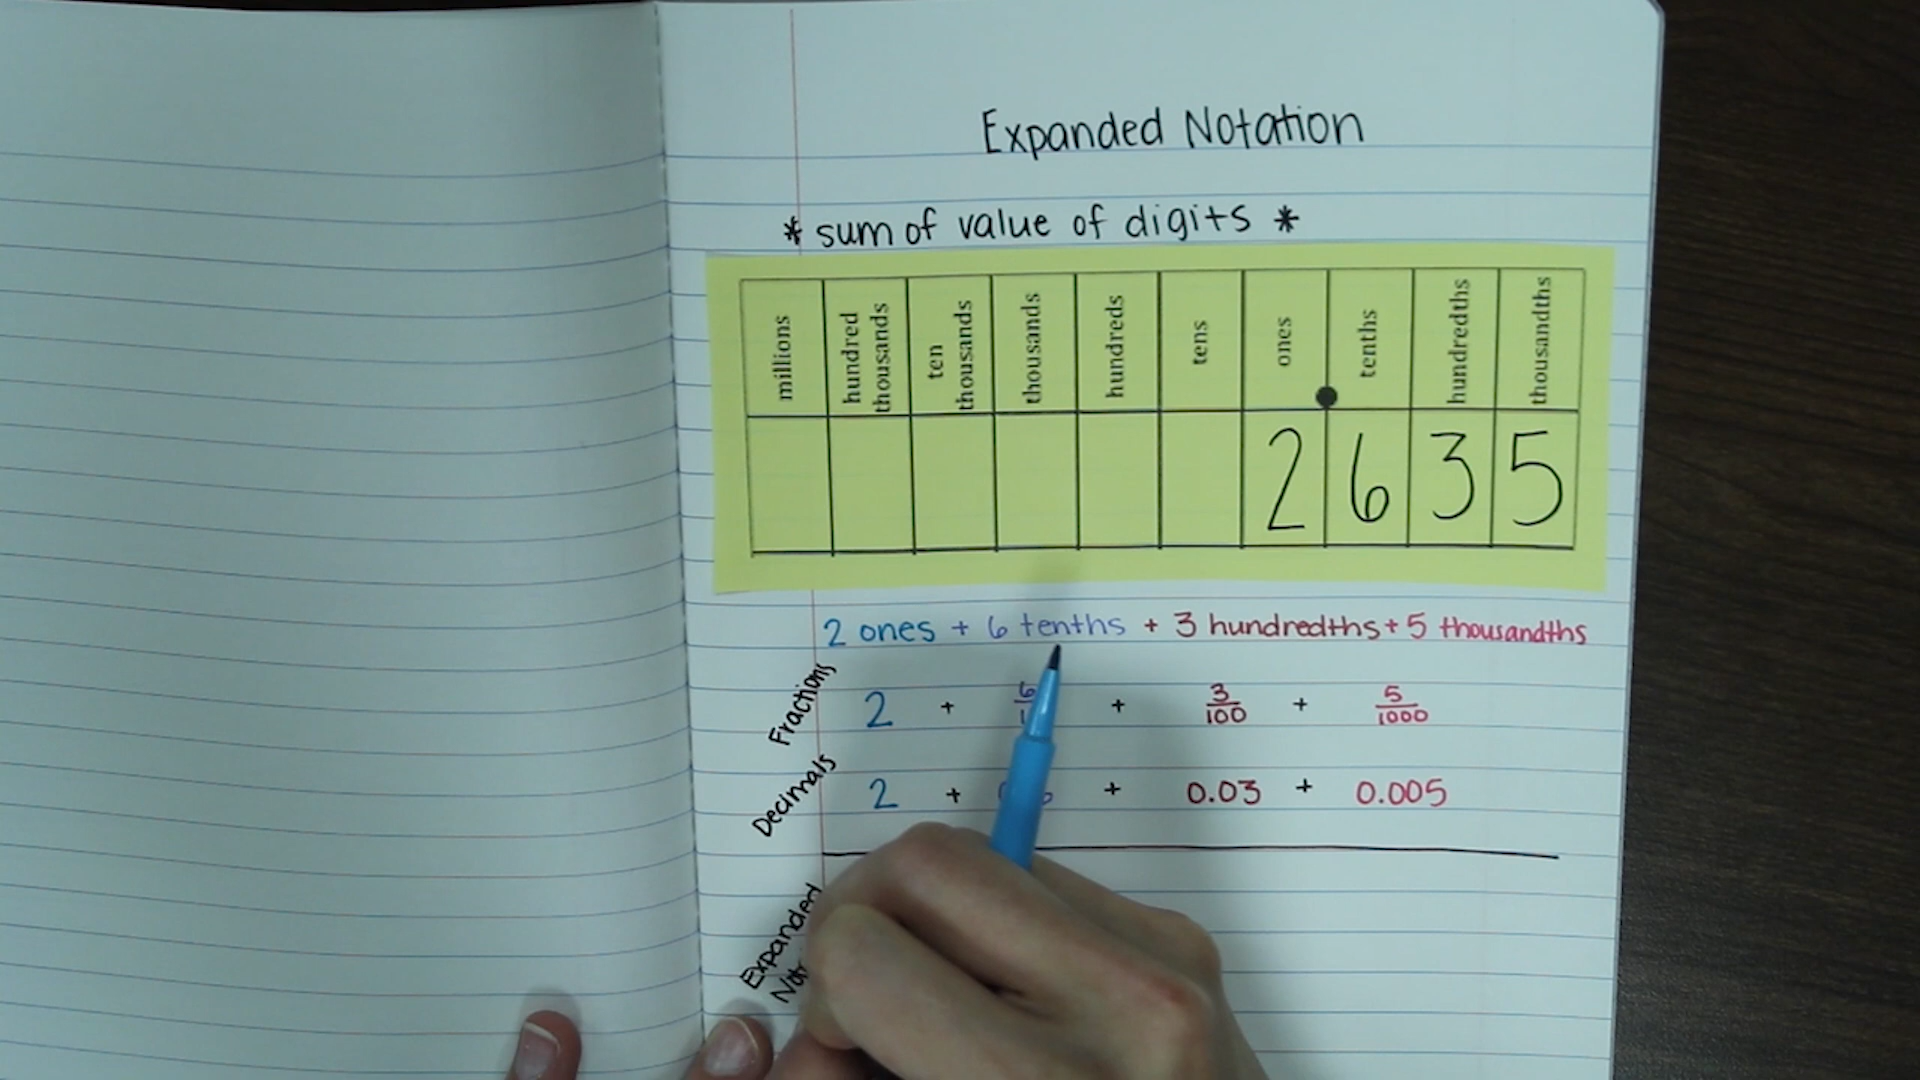 Expanded Notation
* sum of value of digits *
millions
hundred thousands
ten thousands
thousands
hundreds
tens
ones
tenths
hundredths
thousandths
2 6 3 5
2 ones + 6 tenths + 3 hundredths + 5 thousandths
Fractions 2 + 6/1 + 3/100 + 5/1000
Decimals 2 + + 0.03 + 0.005
Expanded